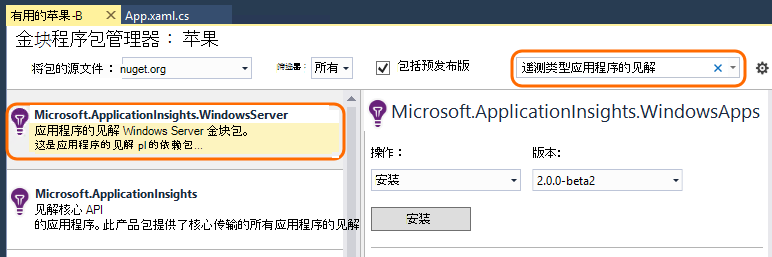 有用的苹果-B App.xaml.cs
金块程序包管理器： 苹果
将包的源文件： nuget.org 筛选器： 所有 包括预发布版 遥测类型应用程序的见解
Microsoft.ApplicationInsights.WindowsServer
应用程序的见解 Windows Server 金块包。
这是应用程序的见解 pl的依赖包...
Microsoft.ApplicationInsights
见解核心 API
的应用程序。此产品包提供了核心传输的所有应用程序的见解
Microsoft.ApplicationInsights.WindowsApps
操作： 版本:
安装 2.0.0-beta2
安装